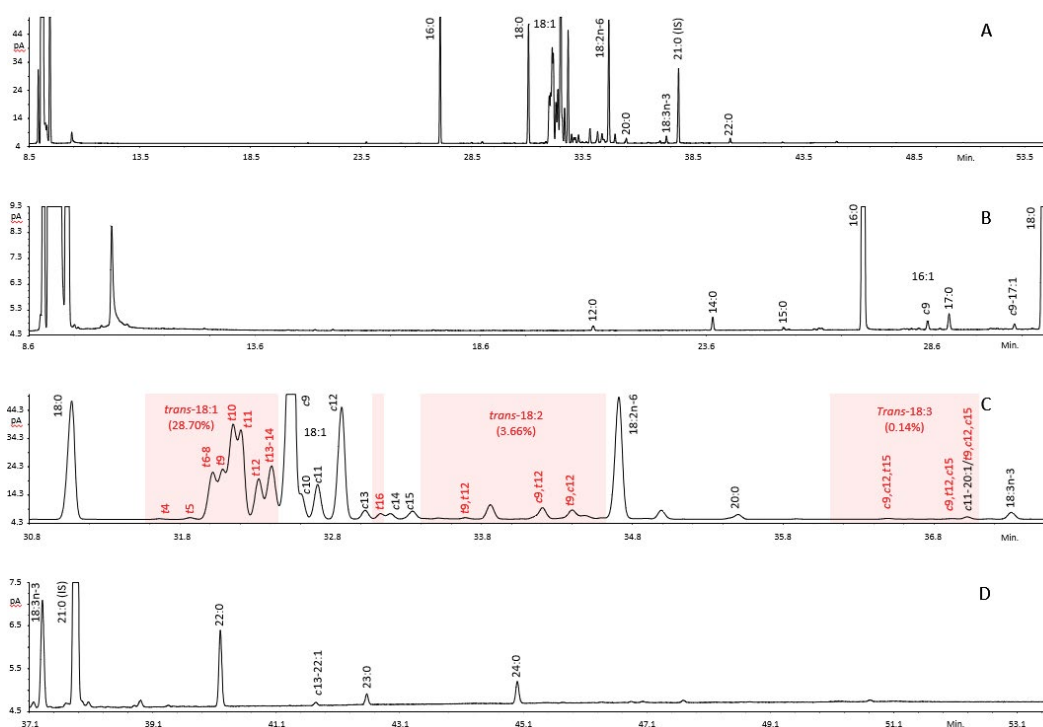 A
44
pA
34
24
14
4
16:0
18:0
18:1
18:2n-6
20:0
18:3n-3
21:0 (IS)
22:0
8.5 13.5 18.5 23.5 28.5 33.5 38.5 43.5 48.5 Min. 53.5
B
9.3
pA
8.3
7.3
6.3
5.3
4.3
12:0
14:0
15:0
16:0
16:1
c9
17:0
c9-17:1
18:0
8.6 13.6 18.6 23.6 28.6 Min.
C
44.3
pA
34.3
24.3
14.3
4.3
18:0
trans-18:1
(28.70%)
t4
t5
t6-8
t9
t10
t11
t12
t13-14
c9
18:1
c10
c11
c12
c13
t16
c14
c15
trans-18:2
(3.66%)
t9,t12
c9,t12
t9,c12
18:2n-6
20:0
Trans-18:3
(0.14%)
c9,c12,t15
c9,t12,c15
c11-20:1/t9,c12,c15
18:3n-3
30.8 31.8 32.8 33.8 34.8 35.8 36.8 Min.
D
7.5
pA
6.5
5.5
4.5
18:3n-3
21:0 (IS)
22:0
c13-22:1
23:0
24:0
37.1 39.1 41.1 43.1 45.1 47.1 49.1 51.1 Min. 53.1